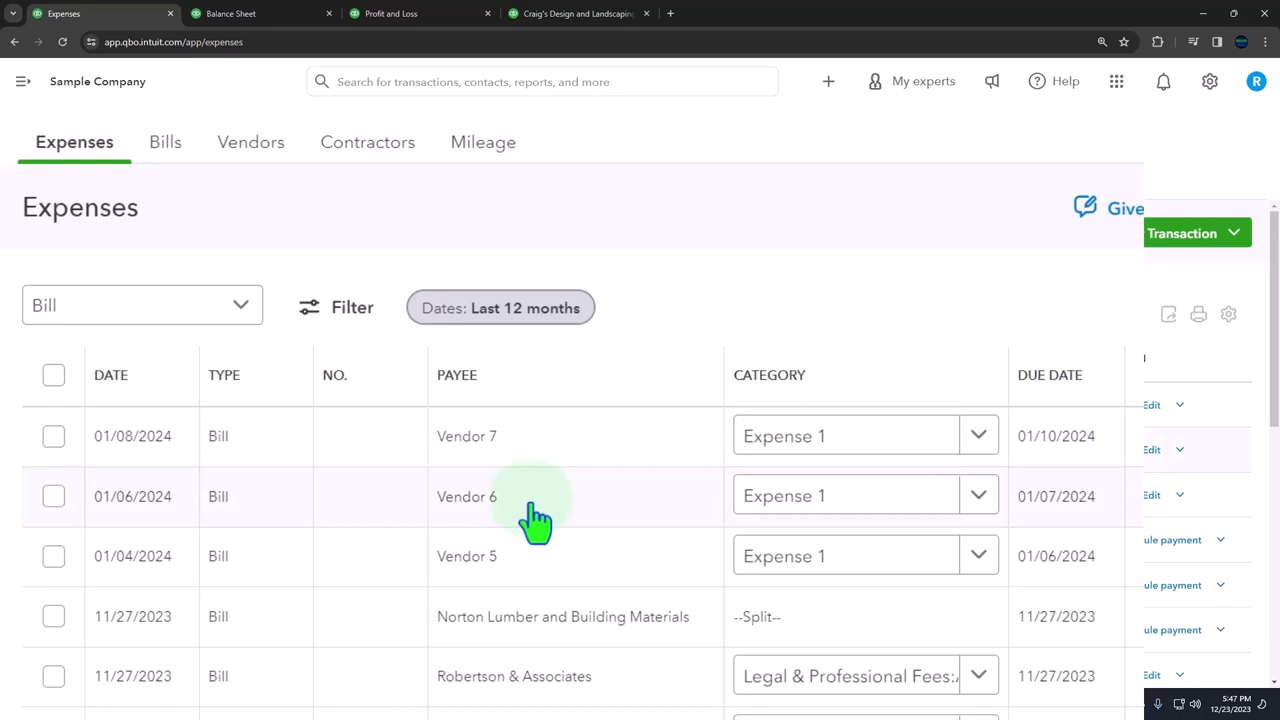 Expenses
Balance Sheet
Profit and Loss
Craig's Design and Landscaping
app.qbo.intuit.com/app/expenses
Sample Company
Search for transactions, contacts, reports, and more
My experts
Help
R
Expenses Bills Vendors Contractors Mileage
Expenses
Give
Transaction
Bill
Filter
Dates: Last 12 months
DATE TYPE NO. PAYEE CATEGORY DUE DATE
01/08/2024 Bill Vendor 7 Expense 1 01/10/2024
Edit
01/06/2024 Bill Vendor 6 Expense 1 01/07/2024
Edit
01/04/2024 Bill Vendor 5 Expense 1 01/06/2024
Edit
11/27/2023 Bill Norton Lumber and Building Materials --Split-- 11/27/2023
ule payment
ule payment
ule payment
11/27/2023 Bill Robertson & Associates Legal & Professional Fees: 11/27/2023
Edit
5:47 PM
12/23/2023